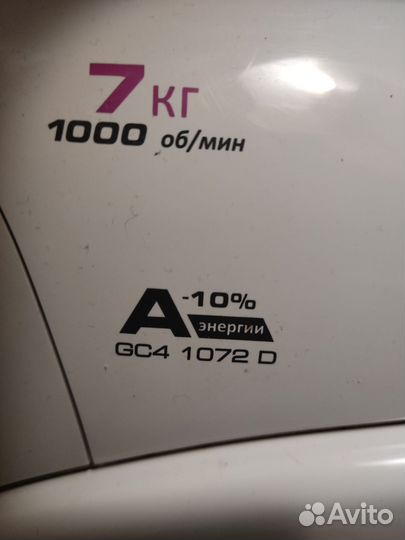 7 кг
1000 об/мин
A -10% энергии
GC4 1072 D
Avito